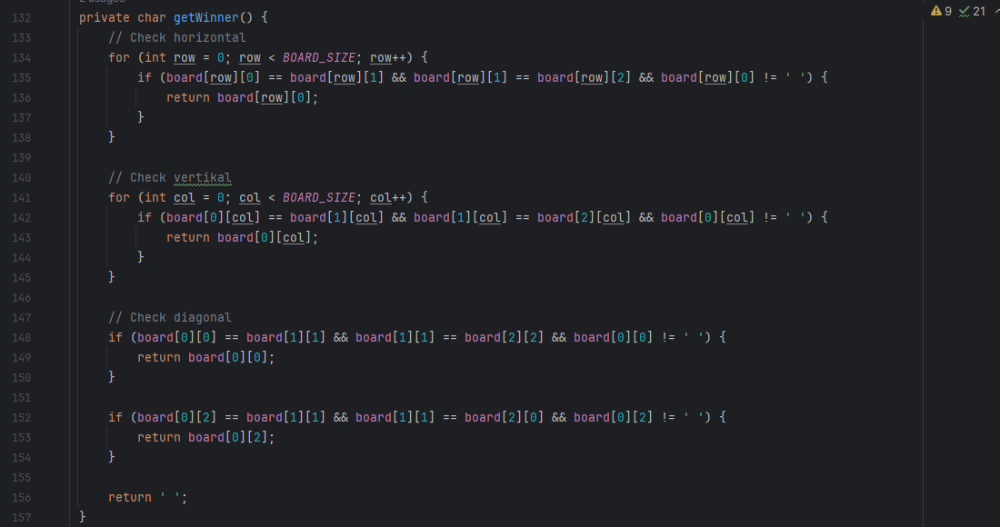 2 usages
9 21
132 private char getWinner() {
133 // Check horizontal
134 for (int row = 0; row < BOARD_SIZE; row++) {
135 if (board[row][0] == board[row][1] && board[row][1] == board[row][2] && board[row][0] != ' ') {
136 return board[row][0];
137 }
138 }
139
140 // Check vertikal
141 for (int col = 0; col < BOARD_SIZE; col++) {
142 if (board[0][col] == board[1][col] && board[1][col] == board[2][col] && board[0][col] != ' ') {
143 return board[0][col];
144 }
145 }
146
147 // Check diagonal
148 if (board[0][0] == board[1][1] && board[1][1] == board[2][2] && board[0][0] != ' ') {
149 return board[0][0];
150 }
151
152 if (board[0][2] == board[1][1] && board[1][1] == board[2][0] && board[0][2] != ' ') {
153 return board[0][2];
154 }
155
156 return ' ';
157 }